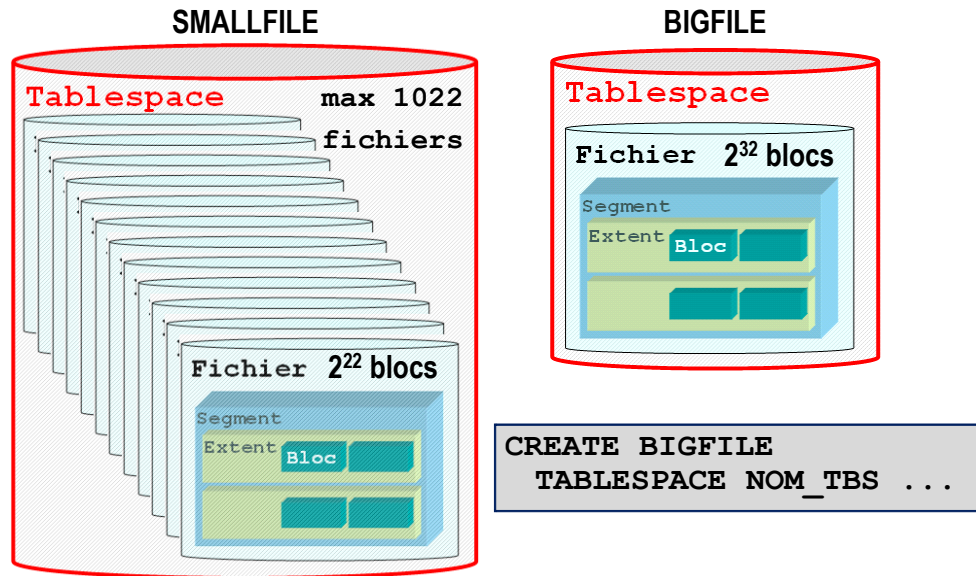 SMALLFILE
Tablespace
max 1022
fichiers
Fichier 2²² blocs
Segment
Extent
Bloc
BIGFILE
Tablespace
Fichier 2³² blocs
Segment
Extent
Bloc
CREATE BIGFILE
TABLESPACE NOM_TBS ...